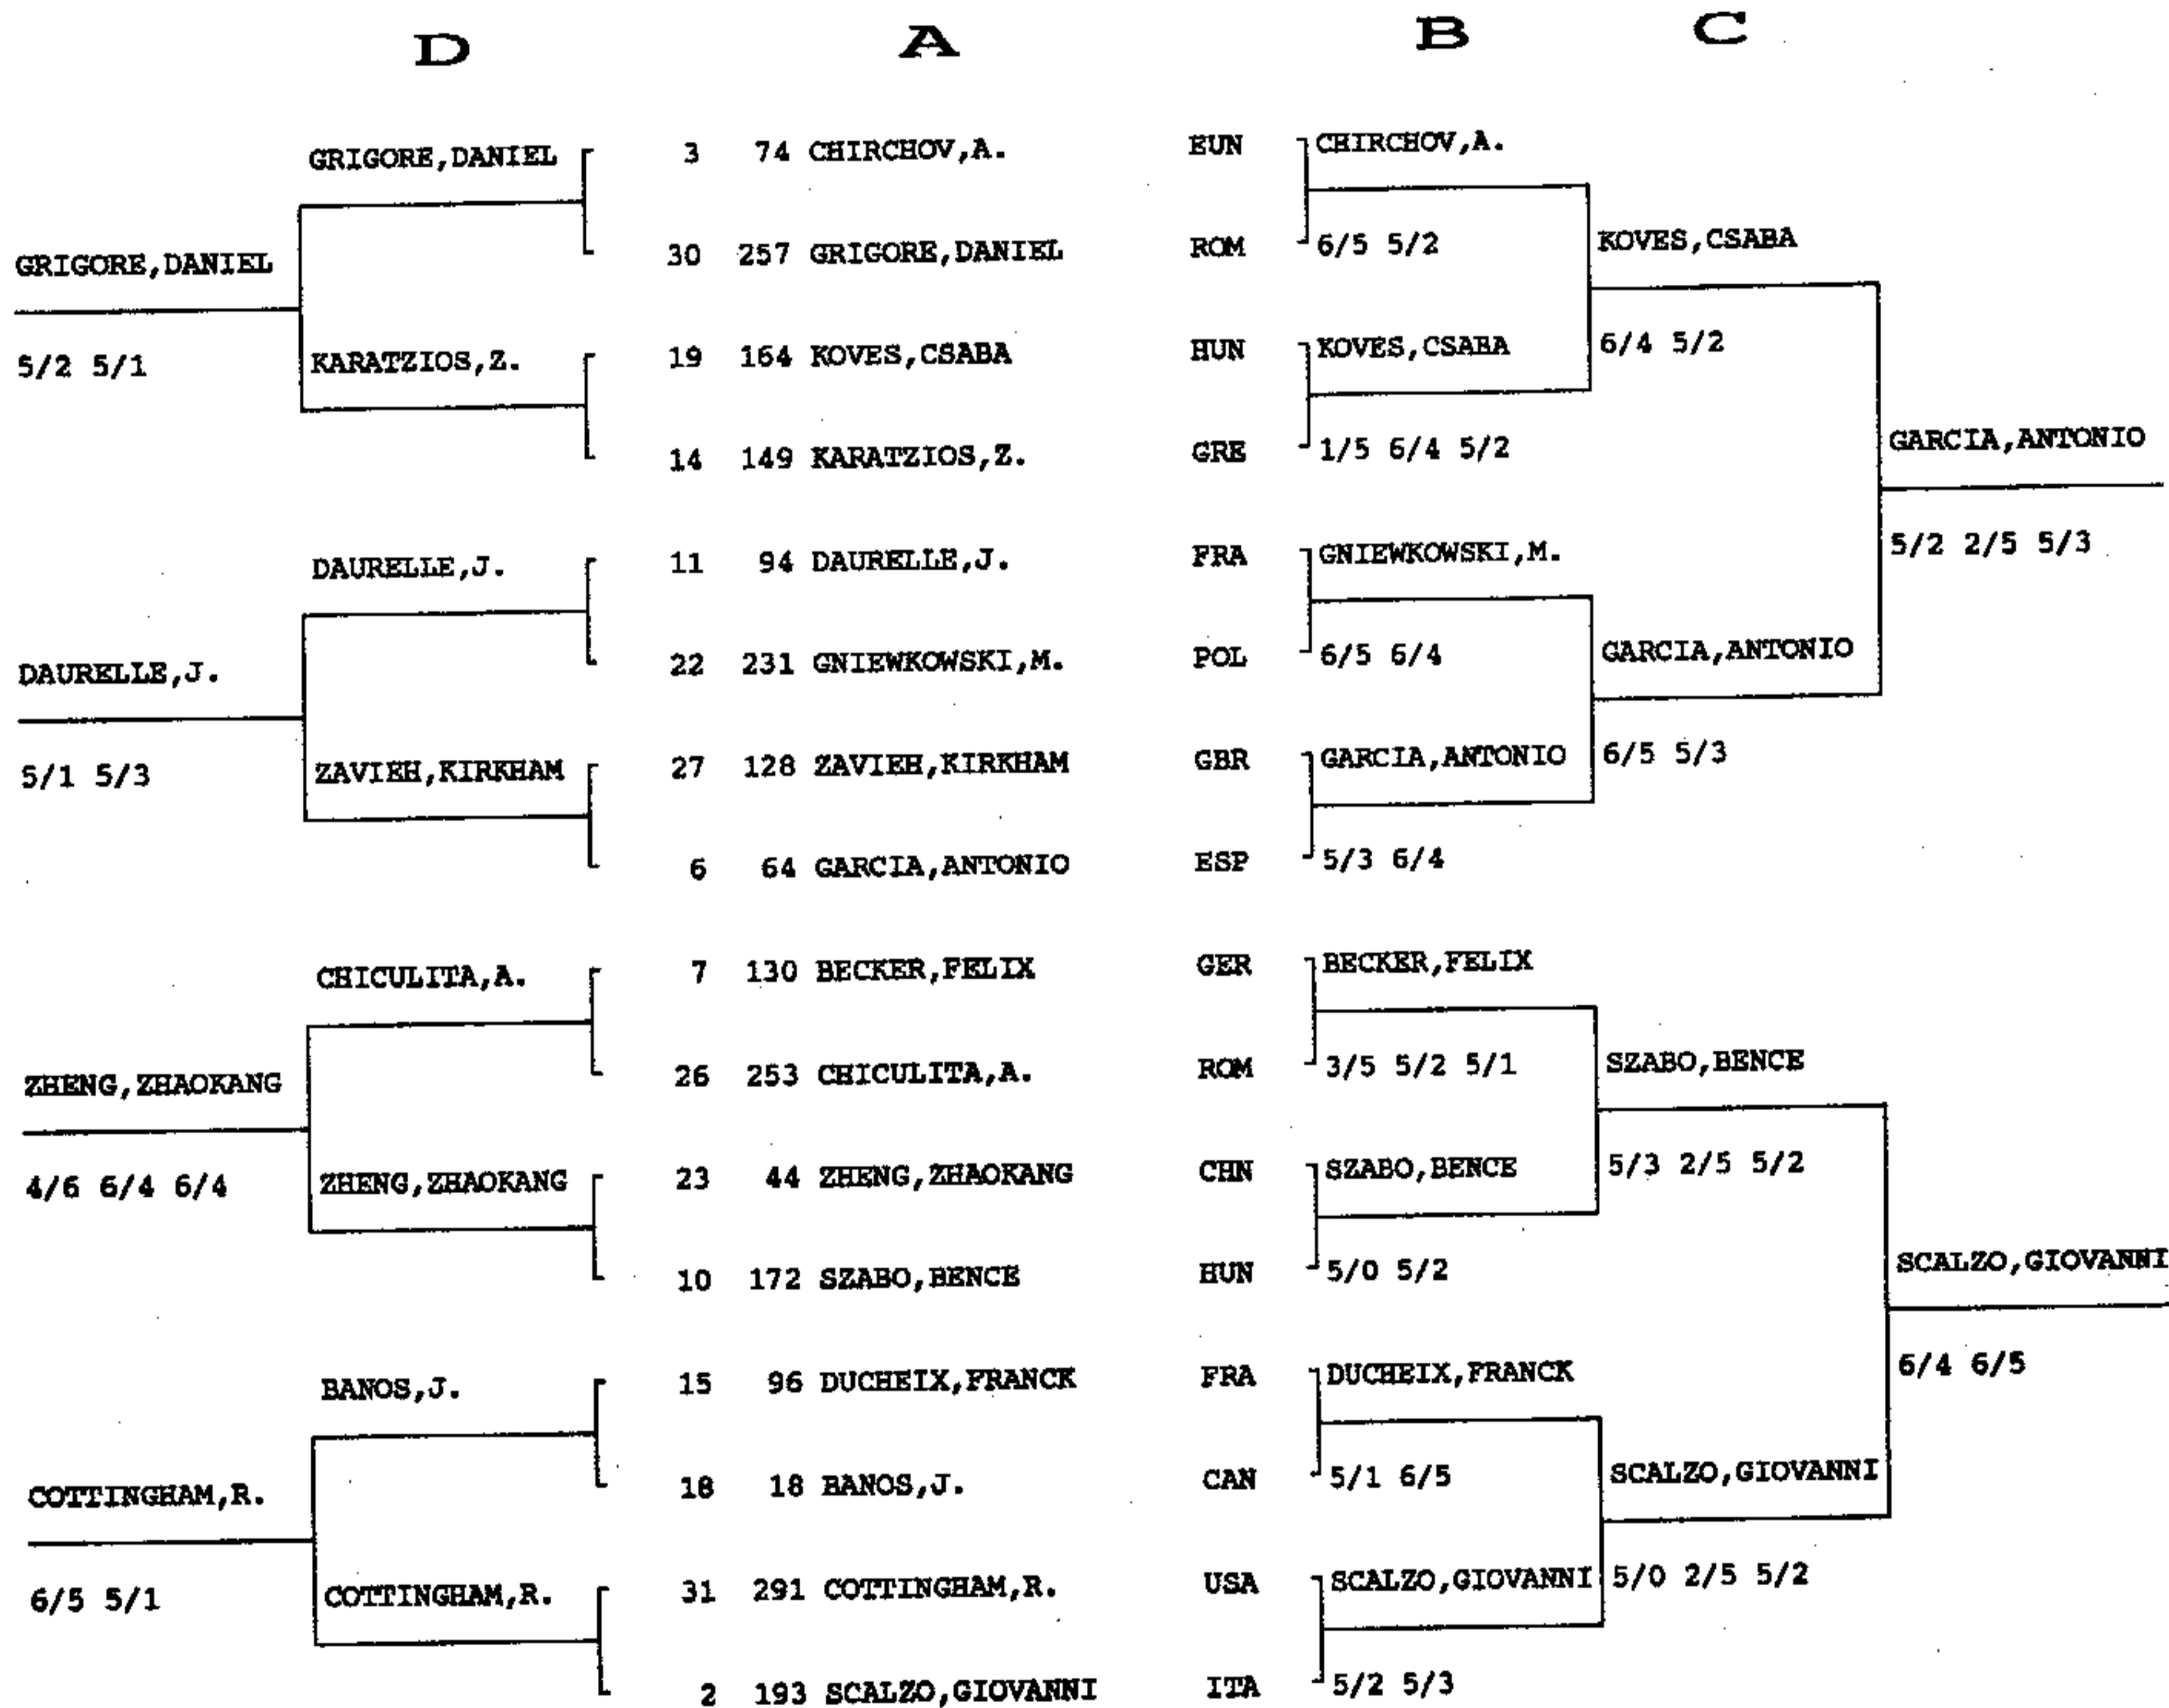 D A B C
GRIGORE,DANIEL 3 74 CHIRCHOV,A. EUN CHIRCHOV,A.
GRIGORE,DANIEL 30 257 GRIGORE,DANIEL ROM 6/5 5/2 KOVES,CSABA
5/2 5/1 KARATZIOS,Z. 19 164 KOVES,CSABA HUN KOVES,CSABA 6/4 5/2
14 149 KARATZIOS,Z. GRE 1/5 6/4 5/2 GARCIA,ANTONIO
DAURELLE,J. 11 94 DAURELLE,J. FRA GNIEWKOWSKI,M. 5/2 2/5 5/3
DAURELLE,J. 22 231 GNIEWKOWSKI,M. POL 6/5 6/4 GARCIA,ANTONIO
5/1 5/3 ZAVIEH,KIRKHAM 27 128 ZAVIEH,KIRKHAM GBR GARCIA,ANTONIO 6/5 5/3
6 64 GARCIA,ANTONIO ESP 5/3 6/4
CHICULITA,A. 7 130 BECKER,FELIX GER BECKER,FELIX
ZHENG,ZHAOKANG 26 253 CHICULITA,A. ROM 3/5 5/2 5/1 SZABO,BENCE
4/6 6/4 6/4 ZHENG,ZHAOKANG 23 44 ZHENG,ZHAOKANG CHN SZABO,BENCE 5/3 2/5 5/2
10 172 SZABO,BENCE HUN 5/0 5/2 SCALZO,GIOVANNI
BANOS,J. 15 96 DUCHEIX,FRANCK FRA DUCHEIX,FRANCK 6/4 6/5
COTTINGHAM,R. 18 18 BANOS,J. CAN 5/1 6/5 SCALZO,GIOVANNI
6/5 5/1 COTTINGHAM,R. 31 291 COTTINGHAM,R. USA SCALZO,GIOVANNI 5/0 2/5 5/2
2 193 SCALZO,GIOVANNI ITA 5/2 5/3